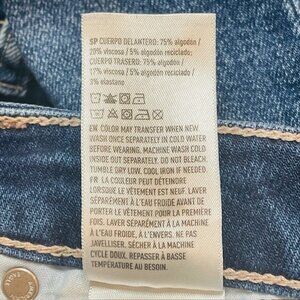 SP CUERPO DELANTERO: 75% algodón /
20% viscosa / 5% algodón reciclado;
CUERPO TRASERO: 75% algodón /
17% viscosa / 5% algodón reciclado /
3% elastano
EN COLOR MAY TRANSFER WHEN NEW.
WASH ONCE SEPARATELY IN COLD WATER
BEFORE WEARING. MACHINE WASH COLD
INSIDE OUT SEPARATELY. DO NOT BLEACH.
TUMBLE DRY LOW. COOL IRON IF NEEDED.
FR LA COULEUR PEUT DÉTEINDRE
LORSQUE LE VÊTEMENT EST NEUF. LAVER
SÉPARÉMENT À L'EAU FROIDE AVANT DE
PORTER LE VÊTEMENT POUR LA PREMIÈRE
FOIS. LAVER À L'ENVERS SÉPARÉMENT
À L'EAU FROIDE À LA MACHINE. NE PAS
JAVELLISER. SÉCHER À LA MACHINE
CYCLE DOUX. REPASSER À BASSE
TEMPÉRATURE AU BESOIN.